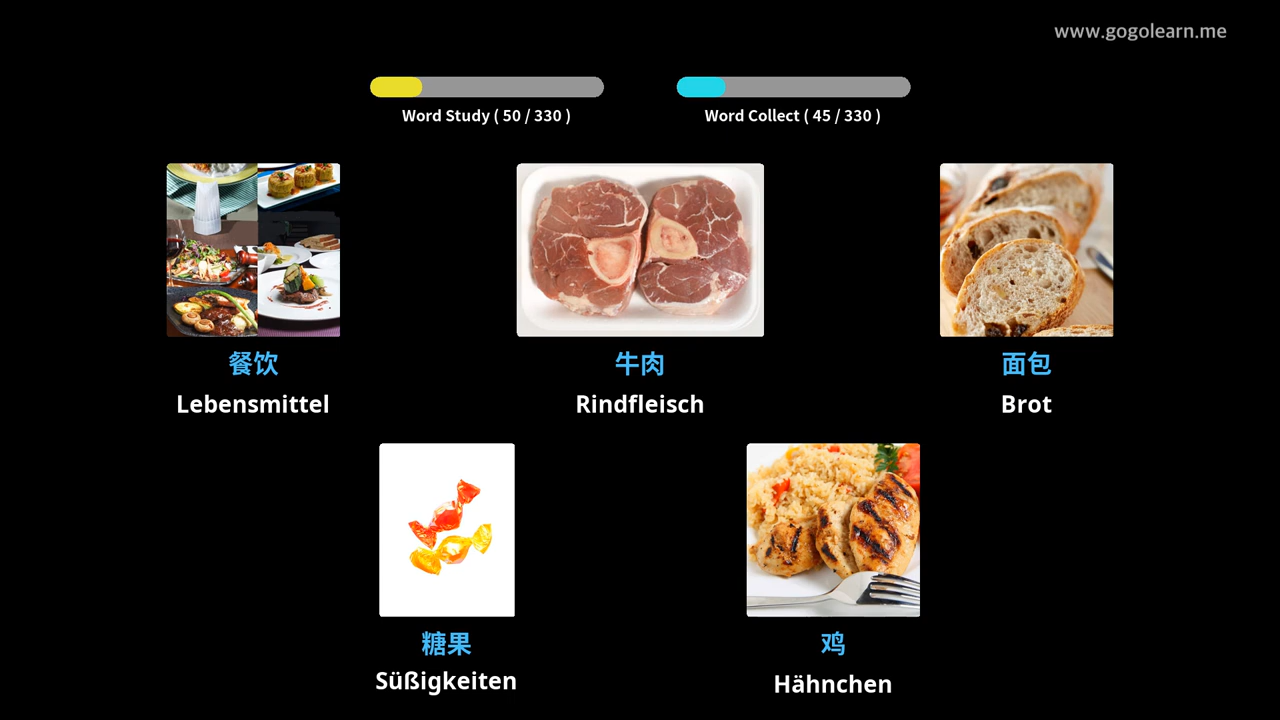 www.gogolearn.me
Word Study ( 50 / 330 )
Word Collect ( 45 / 330 )
餐饮
Lebensmittel
牛肉
Rindfleisch
面包
Brot
糖果
Süßigkeiten
鸡
Hähnchen